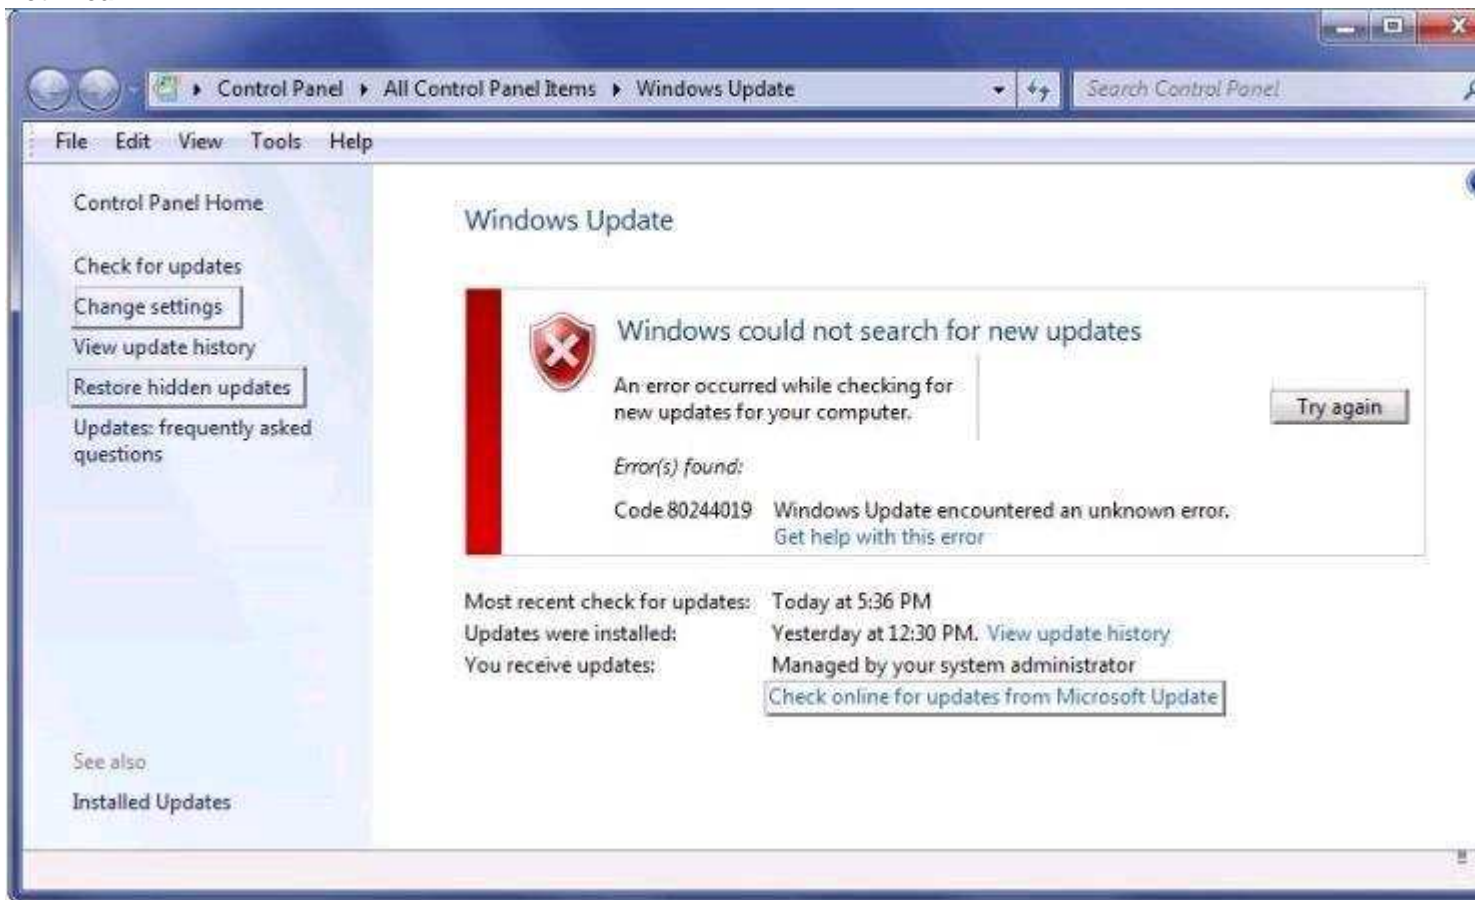 Control Panel
All Control Panel Items
Windows Update
Search Control Panel
File Edit View Tools Help
Control Panel Home
Check for updates
Change settings
View update history
Restore hidden updates
Updates: frequently asked
questions
See also
Installed Updates
Windows Update
Windows could not search for new updates
An error occurred while checking for
new updates for your computer.
Try again
Error(s) found:
Code 80244019 Windows Update encountered an unknown error.
Get help with this error
Most recent check for updates: Today at 5:36 PM
Updates were installed: Yesterday at 12:30 PM. View update history
You receive updates: Managed by your system administrator
Check online for updates from Microsoft Update